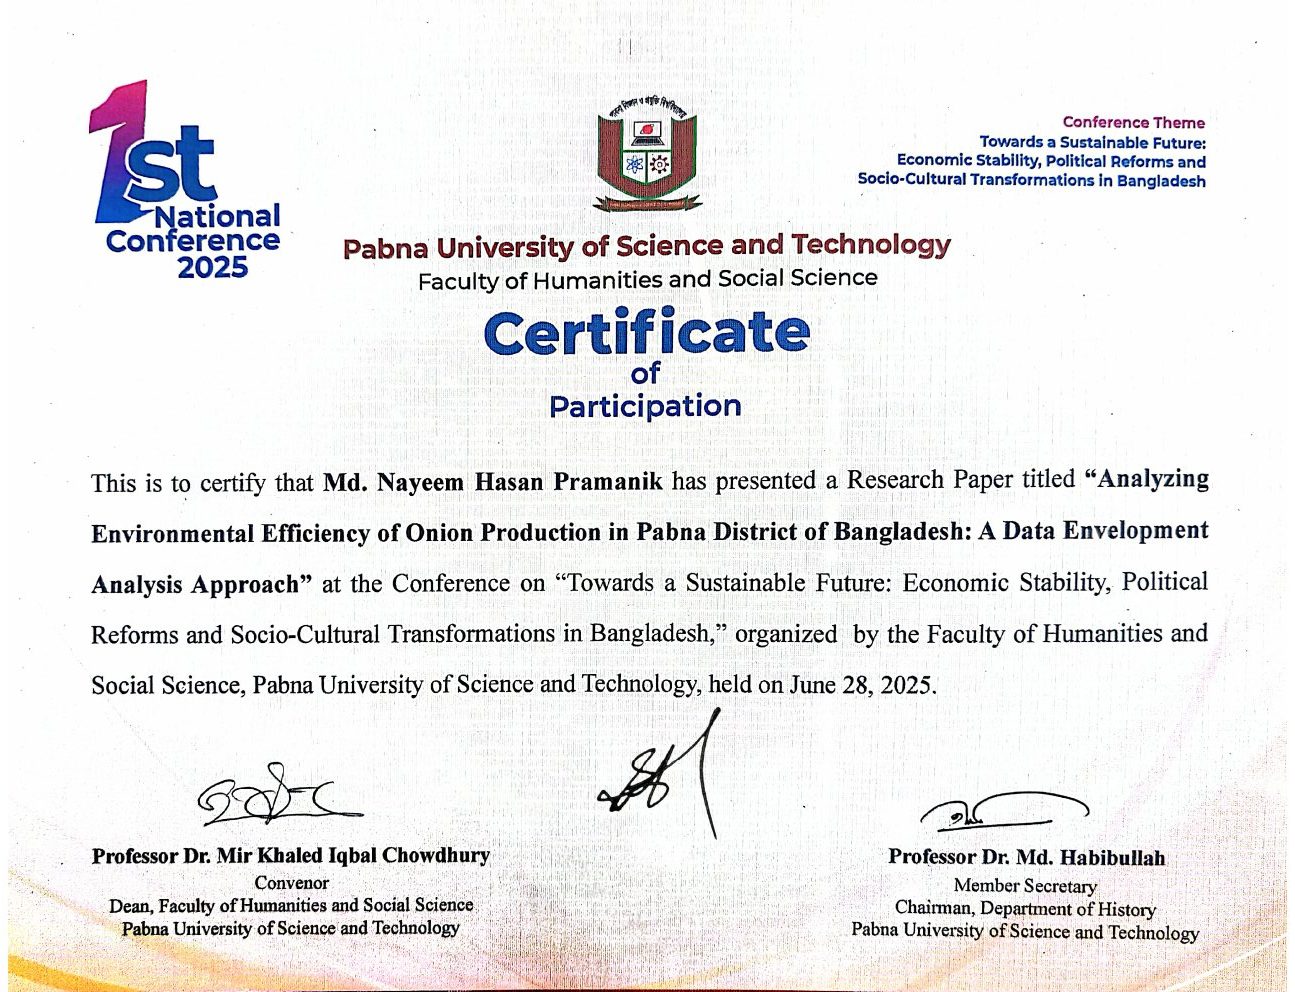 1st
National
Conference
2025
পাবনা বিজ্ঞান ও প্রযুক্তি বিশ্ববিদ্যালয়
Conference Theme
Towards a Sustainable Future:
Economic Stability, Political Reforms and
Socio-Cultural Transformations in Bangladesh
Pabna University of Science and Technology
Faculty of Humanities and Social Science
Certificate
of
Participation
This is to certify that Md. Nayeem Hasan Pramanik has presented a Research Paper titled “Analyzing
Environmental Efficiency of Onion Production in Pabna District of Bangladesh: A Data Envelopment
Analysis Approach” at the Conference on “Towards a Sustainable Future: Economic Stability, Political
Reforms and Socio-Cultural Transformations in Bangladesh,” organized by the Faculty of Humanities and
Social Science, Pabna University of Science and Technology, held on June 28, 2025.
Professor Dr. Mir Khaled Iqbal Chowdhury
Convenor
Dean, Faculty of Humanities and Social Science
Pabna University of Science and Technology
Professor Dr. Md. Habibullah
Member Secretary
Chairman, Department of History
Pabna University of Science and Technology